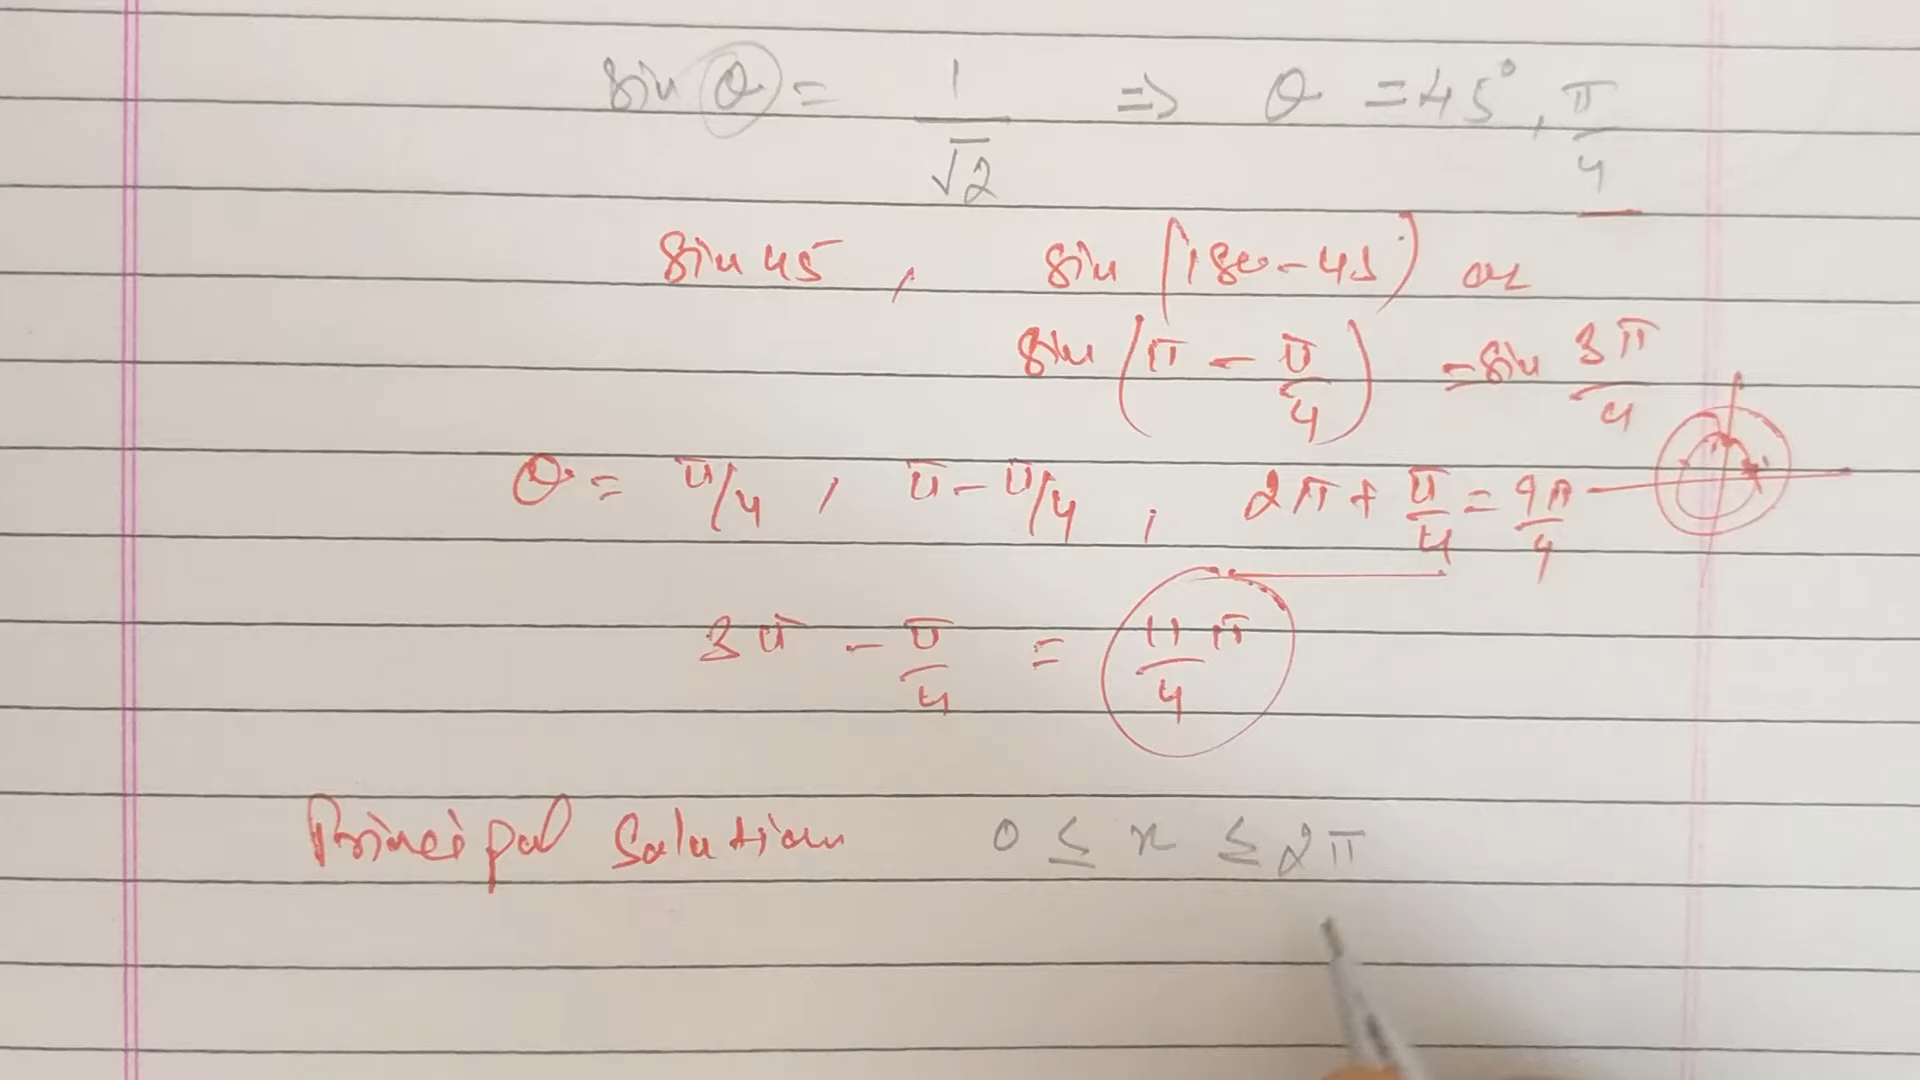 sin θ = 1/√2 ⇒ θ = 45°, π/4
sin 45 , sin (180-45) or
sin (π - π/4) = sin 3π/4
θ = π/4 , π - π/4 , 2π + π/4 = 9π/4
3π - π/4 = 11π/4
Principal Solution 0 ≤ x ≤ 2π